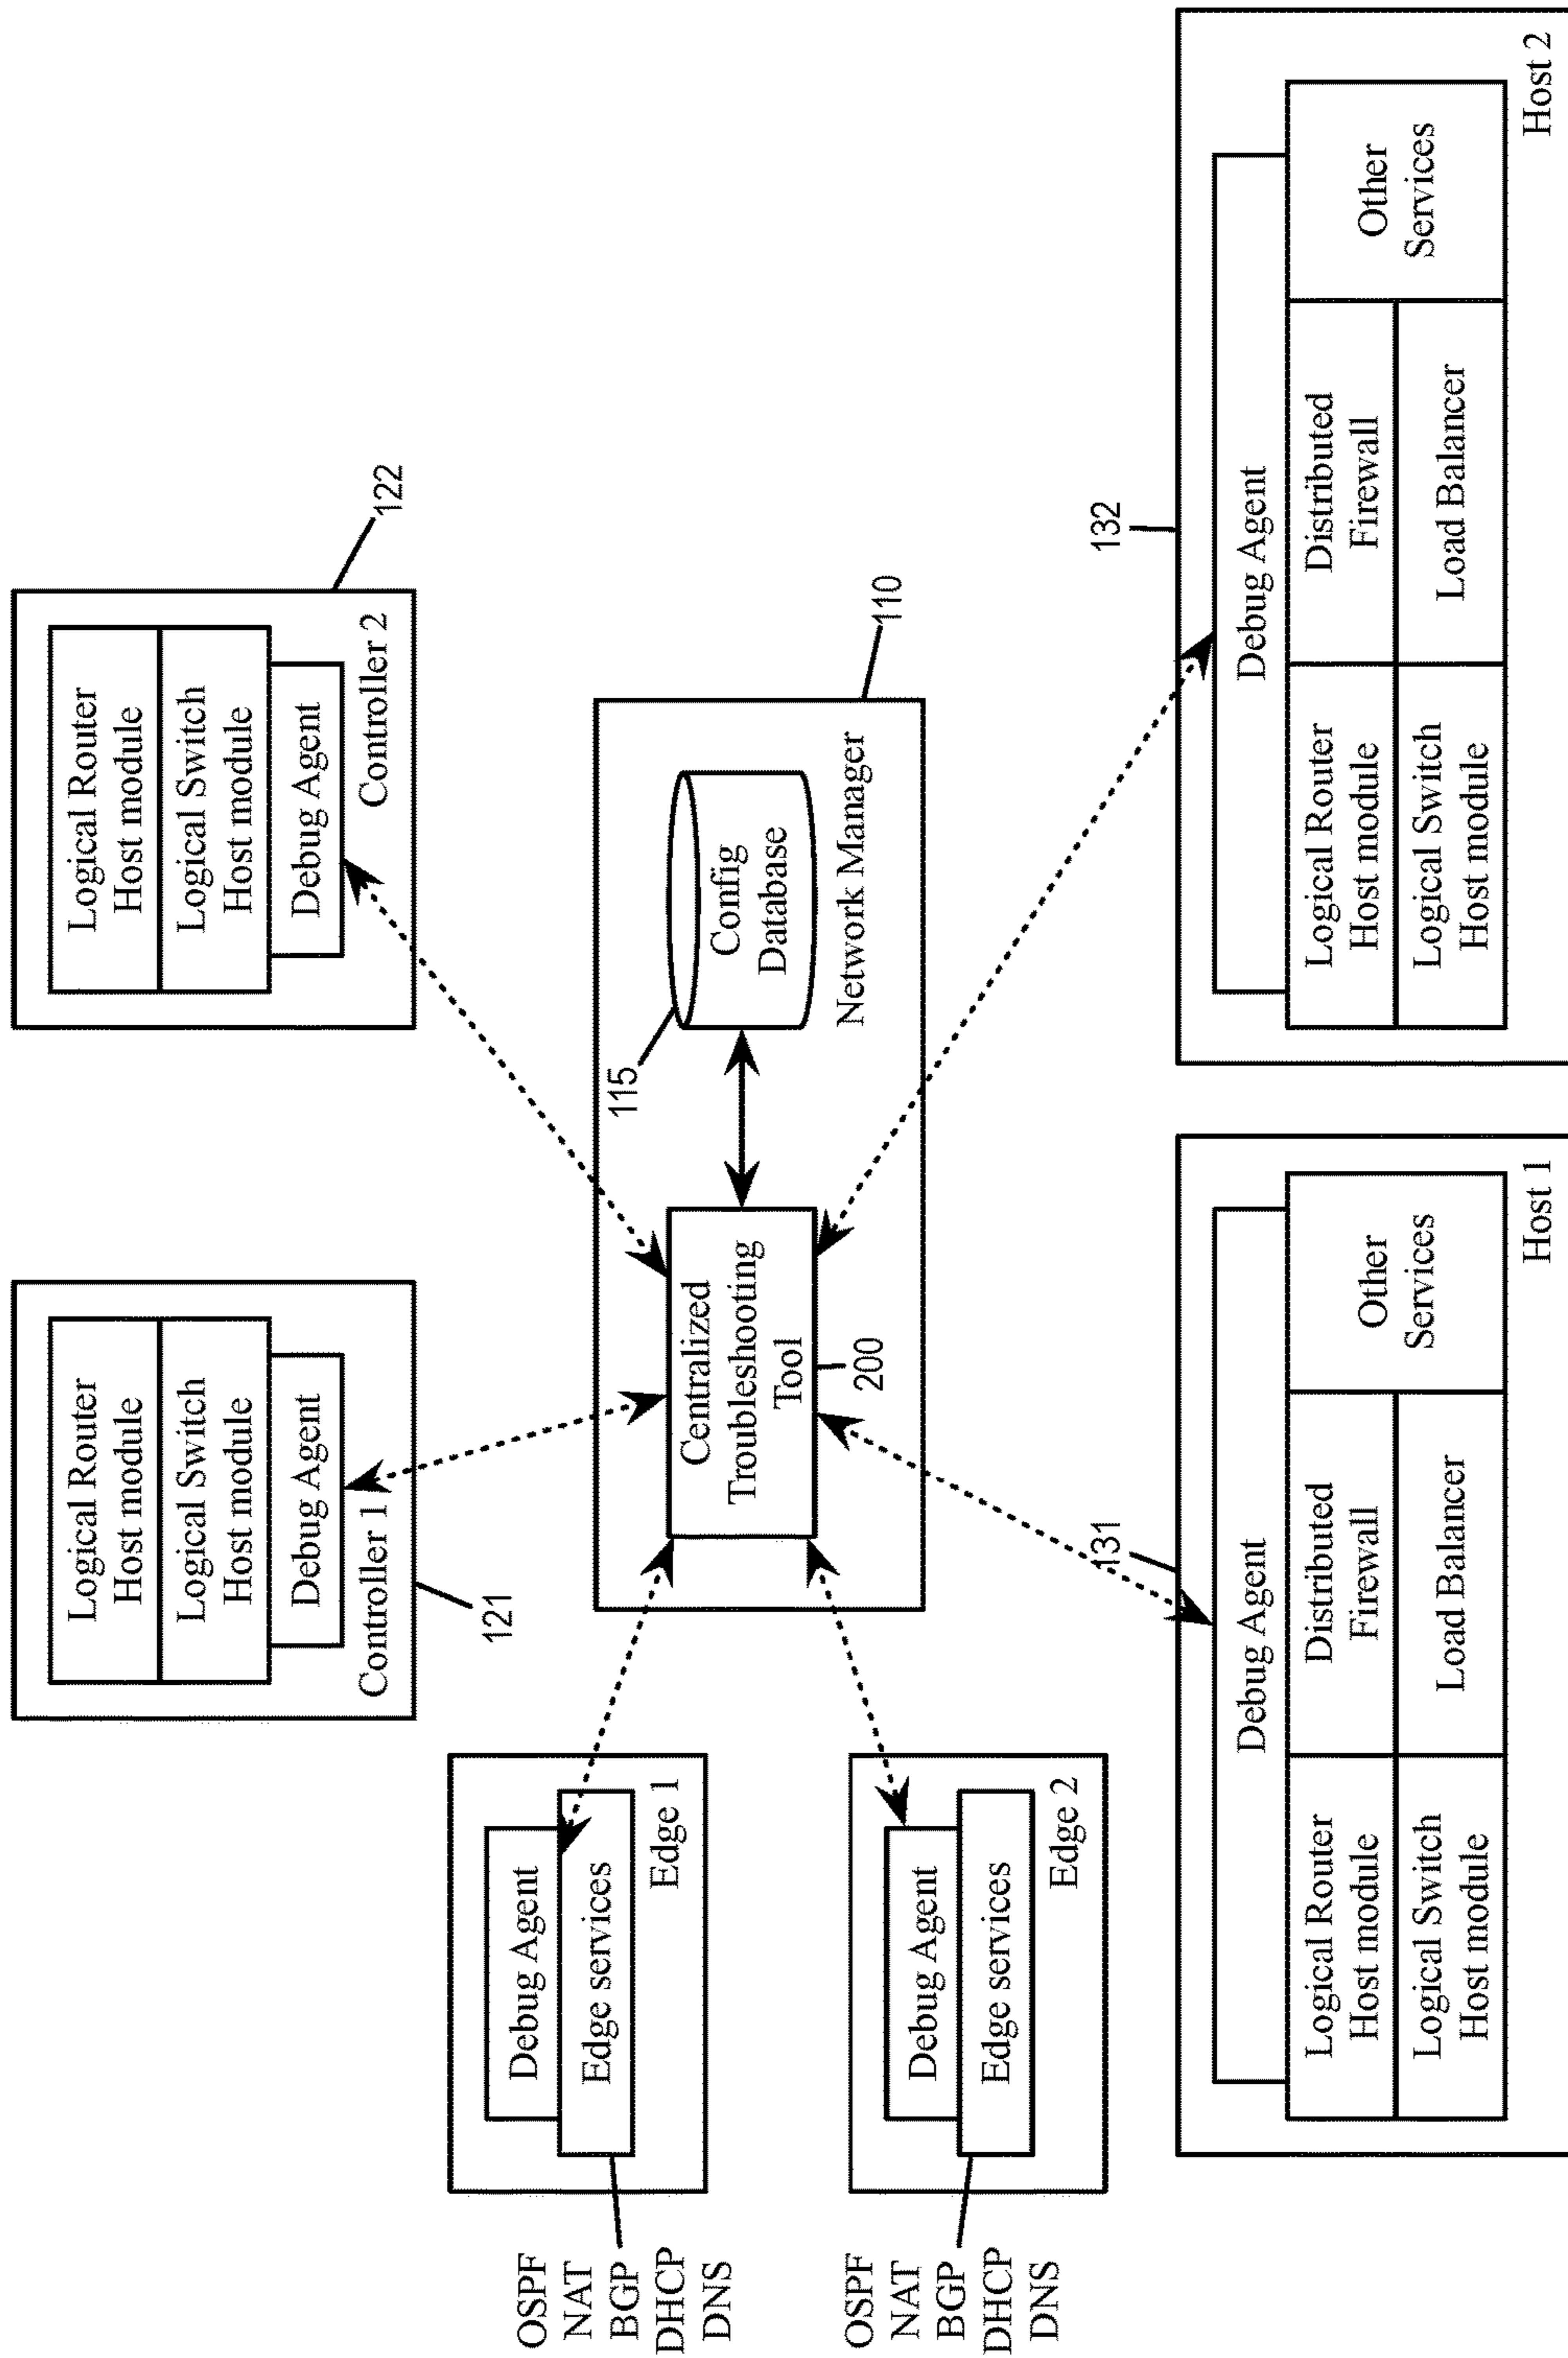 Logical Router
Host module
Logical Switch
Host module
Debug Agent
Controller 1
121
Logical Router
Host module
Logical Switch
Host module
Debug Agent
Controller 2
122
Debug Agent
Edge services
Edge 1
OSPF
NAT
BGP
DHCP
DNS
Debug Agent
Edge services
Edge 2
OSPF
NAT
BGP
DHCP
DNS
Centralized
Troubleshooting
Tool
200
115
Config
Database
Network Manager
110
131
Debug Agent
Logical Router
Host module
Distributed
Firewall
Other
Services
Logical Switch
Host module
Load Balancer
Host 1
132
Debug Agent
Logical Router
Host module
Distributed
Firewall
Other
Services
Logical Switch
Host module
Load Balancer
Host 2